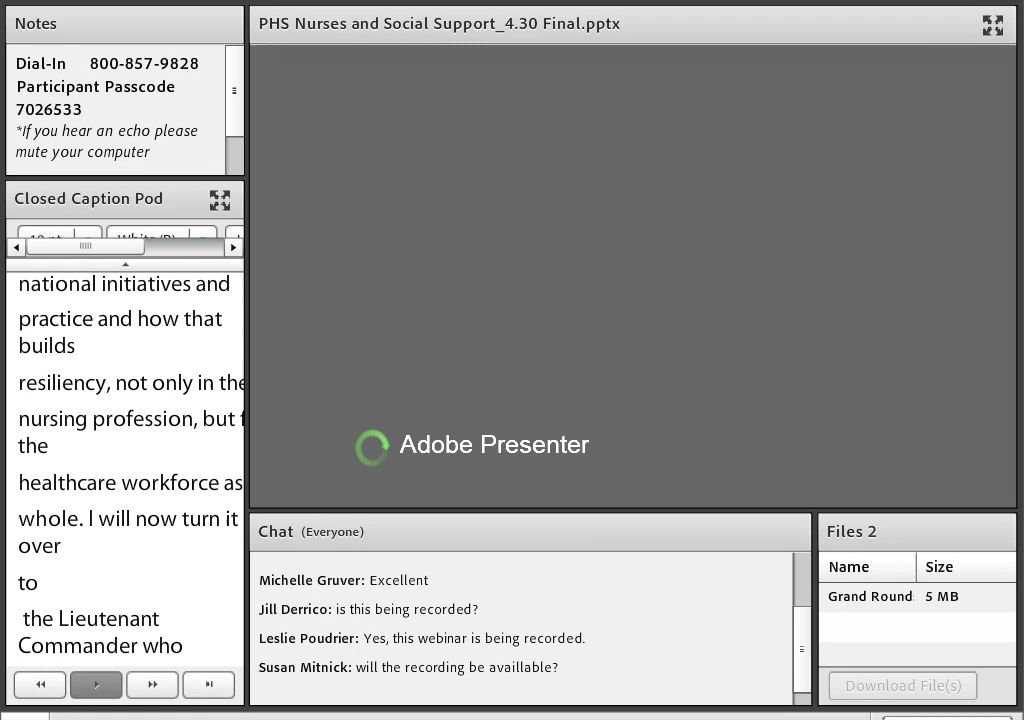 Notes
Dial-In 800-857-9828
Participant Passcode
7026533
*If you hear an echo please
mute your computer
Closed Caption Pod
national initiatives and
practice and how that
builds
resiliency, not only in the
nursing profession, but
the
healthcare workforce as
whole. I will now turn it
over
to
the Lieutenant
Commander who
PHS Nurses and Social Support_4.30 Final.pptx
Adobe Presenter
Chat (Everyone)
Michelle Gruver: Excellent
Jill Derrico: is this being recorded?
Leslie Poudrier: Yes, this webinar is being recorded.
Susan Mitnick: will the recording be availlable?
Files 2
Name Size
Grand Round 5 MB
Download File(s)